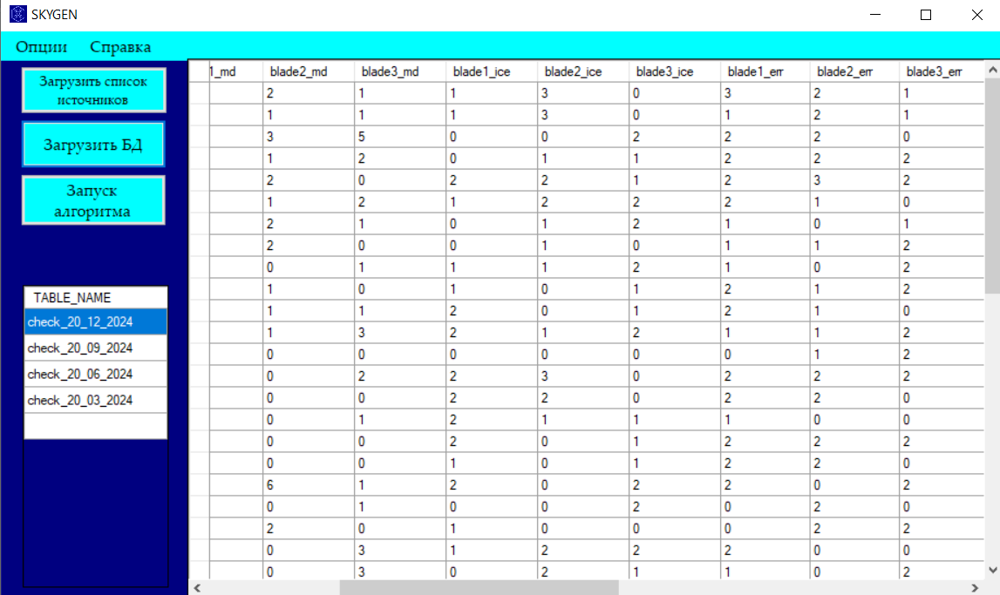 SKYGEN
Опции Справка
Загрузить список
источников
Загрузить БД
Запуск
алгоритма
TABLE_NAME
check_20_12_2024
check_20_09_2024
check_20_06_2024
check_20_03_2024
1_md blade2_md blade3_md blade1_ice blade2_ice blade3_ice blade1_err blade2_err blade3_err
2 1 1 3 0 3 2 1
1 1 1 3 0 1 2 1
3 5 0 0 2 2 2 0
1 2 0 1 1 2 2 2
2 0 2 2 1 2 3 2
1 2 1 2 2 2 1 0
2 1 0 1 2 1 0 1
2 0 0 1 0 1 1 2
0 1 1 1 2 1 0 2
1 0 1 0 1 2 1 2
1 1 2 0 1 2 1 0
1 3 2 1 2 1 1 2
0 0 0 0 0 0 1 2
0 2 2 3 0 2 2 2
0 0 2 2 0 2 2 0
0 1 2 1 1 1 0 0
0 0 2 0 1 2 2 2
0 0 1 0 1 2 2 0
6 1 2 0 2 2 0 2
0 1 0 0 2 0 2 0
2 0 1 0 0 0 2 2
0 3 1 2 2 2 0 0
0 3 0 2 1 1 0 2